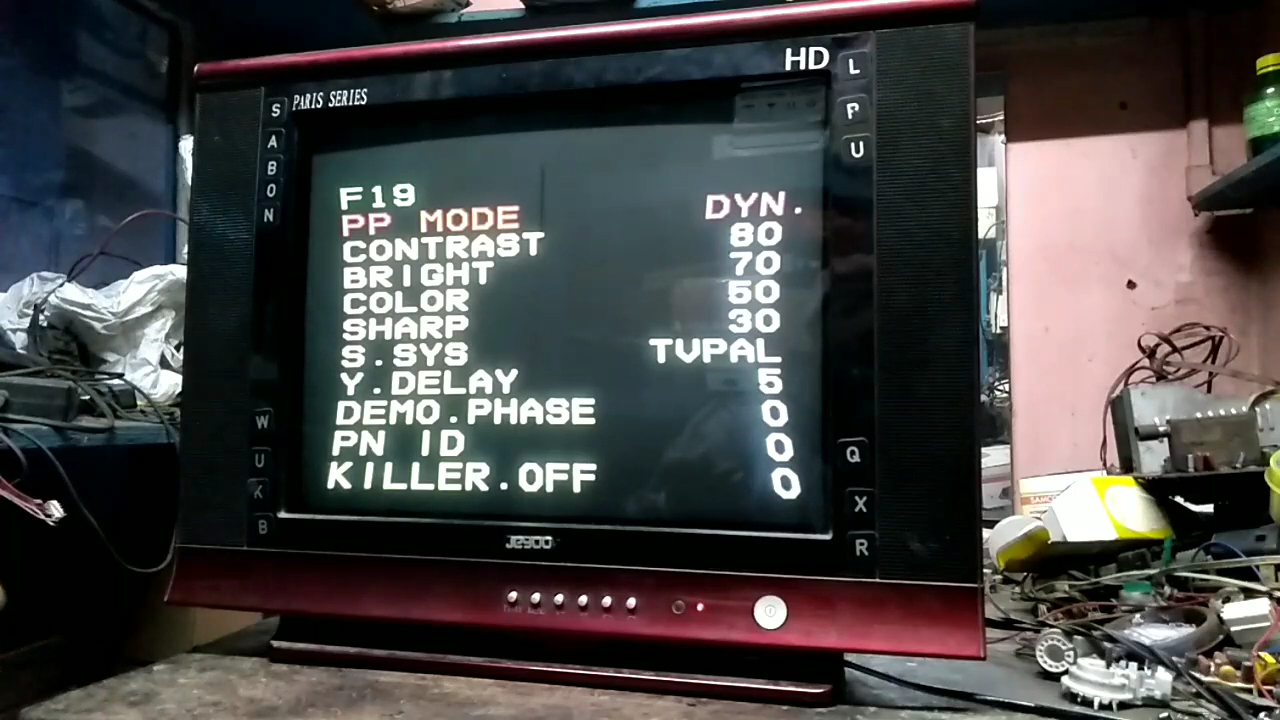 HD
PARIS SERIES
S
A
B
O
N
L
P
U
F19
PP MODE DYN.
CONTRAST 80
BRIGHT 70
COLOR 50
SHARP 30
S.SYS TVPAL
Y.DELAY 5
DEMO.PHASE 0
PN ID 0
KILLER.OFF 0
W
U
K
B
Q
X
R